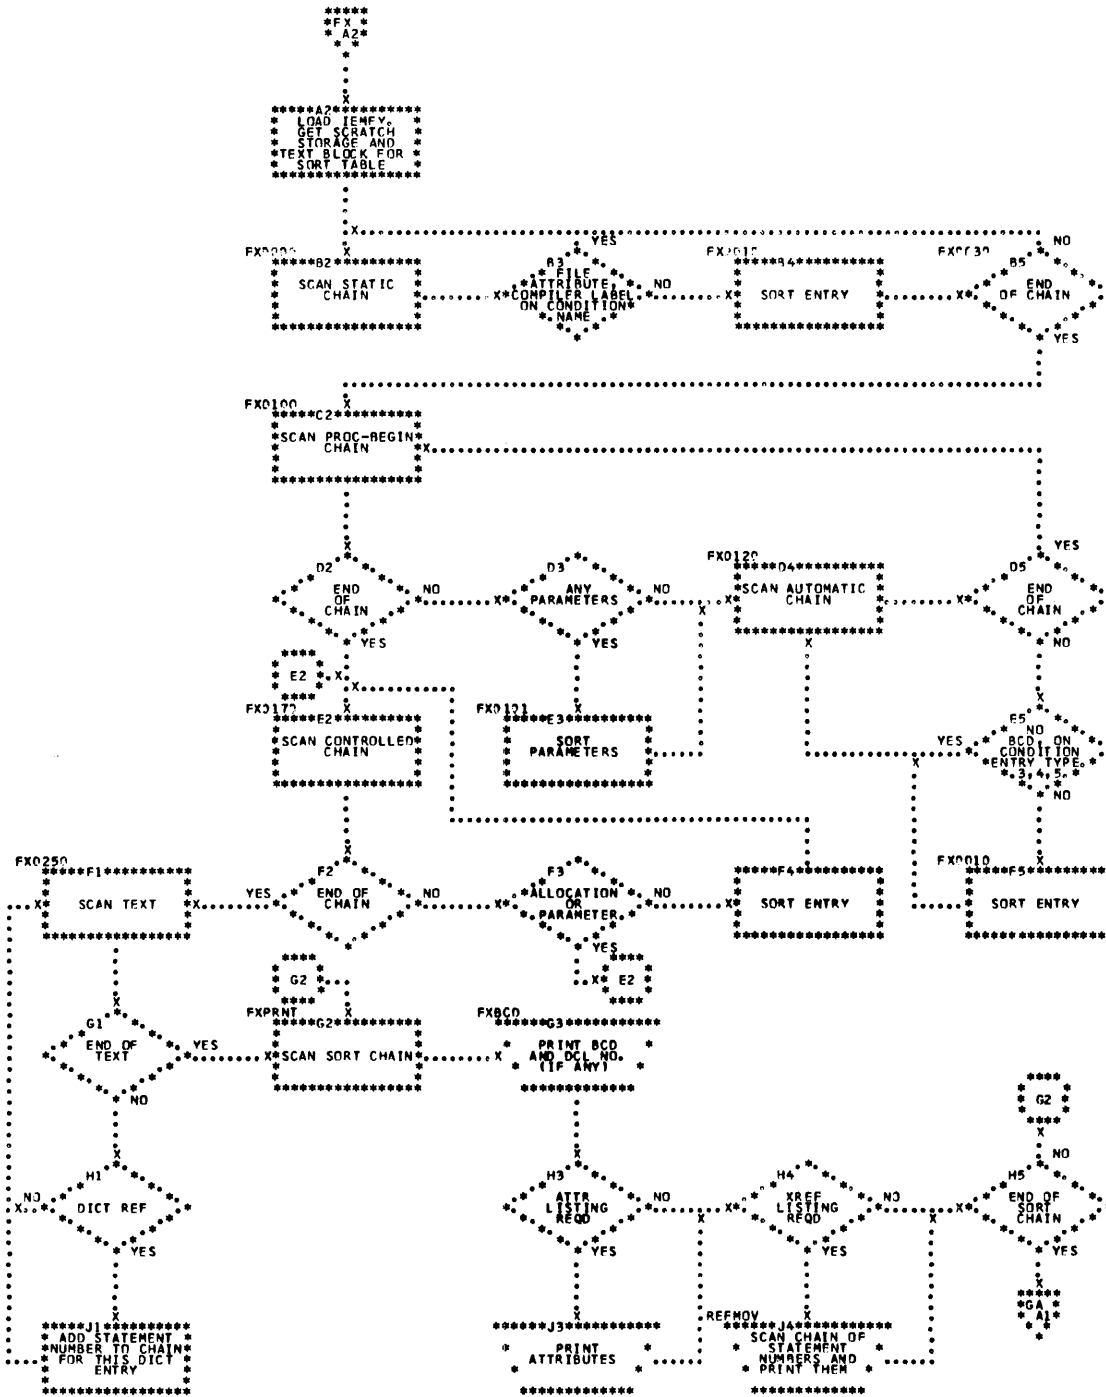 FX
A2
A2
LOAD IEMFY.
GET SCRATCH
STORAGE AND
TEXT BLOCK FOR
SORT TABLE
YES
NO
B2
SCAN STATIC
CHAIN
B3
FILE
ATTRIBUTE,
COMPILER LABEL
ON CONDITION
NAME
NO
B4
SORT ENTRY
B5
END
OF CHAIN
YES
FX0100
C2
SCAN PROC-BEGIN
CHAIN
D2
END
OF
CHAIN
NO
YES
D3
ANY
PARAMETERS
NO
YES
FX0120
D4
SCAN AUTOMATIC
CHAIN
YES
D5
END
OF
CHAIN
NO
E2
FX0170
E2
SCAN CONTROLLED
CHAIN
FX0101
E3
SORT
PARAMETERS
YES
E5
NO
BCD, ON
CONDITION
ENTRY TYPE
3,4,5.
NO
FX0250
F1
SCAN TEXT
YES
F2
END OF
CHAIN
NO
F3
ALLOCATION
OR
PARAMETER
NO
YES
F4
SORT ENTRY
FX0010
F5
SORT ENTRY
G2
E2
G1
END OF
TEXT
YES
NO
FXPRNT
G2
SCAN SORT CHAIN
FXBCD
G3
PRINT BCD
AND DCL NO.
(IF ANY)
G2
NO
H1
DICT REF
NO
YES
H3
ATTR
LISTING
REQD
NO
YES
H4
XREF
LISTING
REQD
NO
YES
H5
END OF
SORT
CHAIN
YES
GA
A1
J1
ADD STATEMENT
NUMBER TO CHAIN
FOR THIS DICT
ENTRY
J3
PRINT
ATTRIBUTES
REFMOV
J4
SCAN CHAIN OF
STATEMENT
NUMBERS AND
PRINT THEM